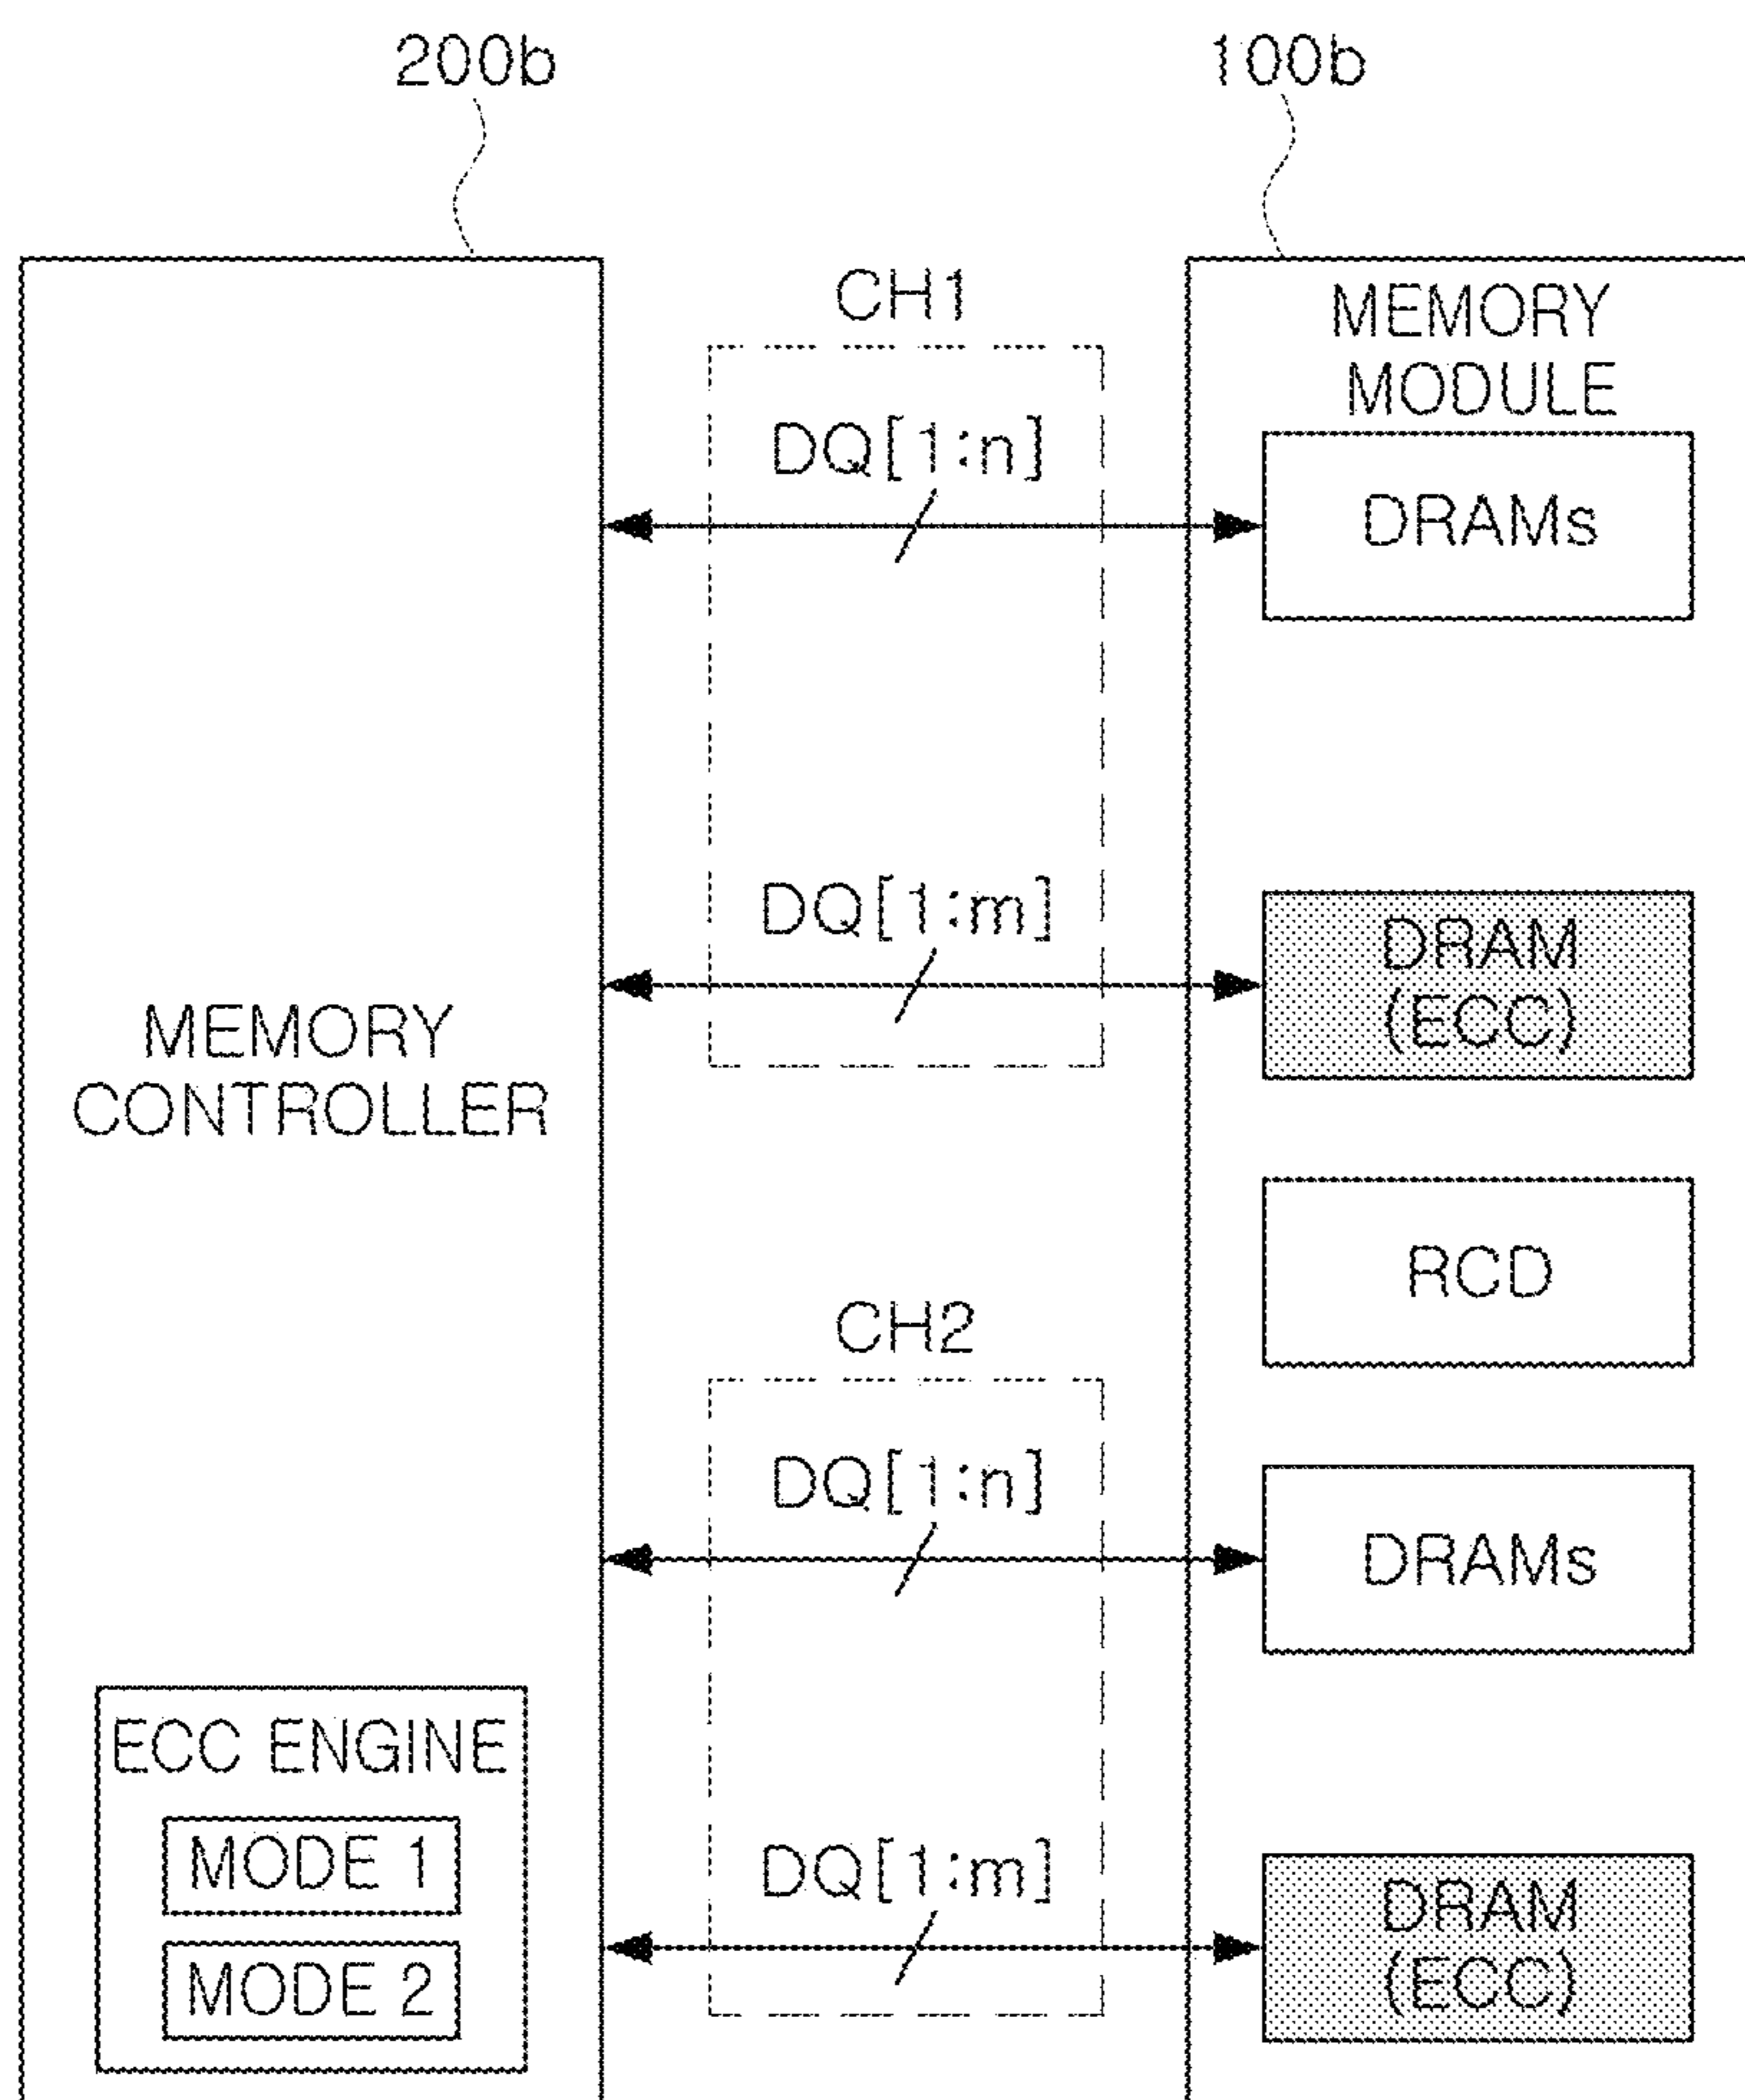 200b
100b
MEMORY
CONTROLLER
ECC ENGINE
MODE 1
MODE 2
CH1
DQ[1:n]
DQ[1:m]
CH2
DQ[1:n]
DQ[1:m]
MEMORY
MODULE
DRAMs
DRAM
(ECC)
RCD
DRAMs
DRAM
(ECC)